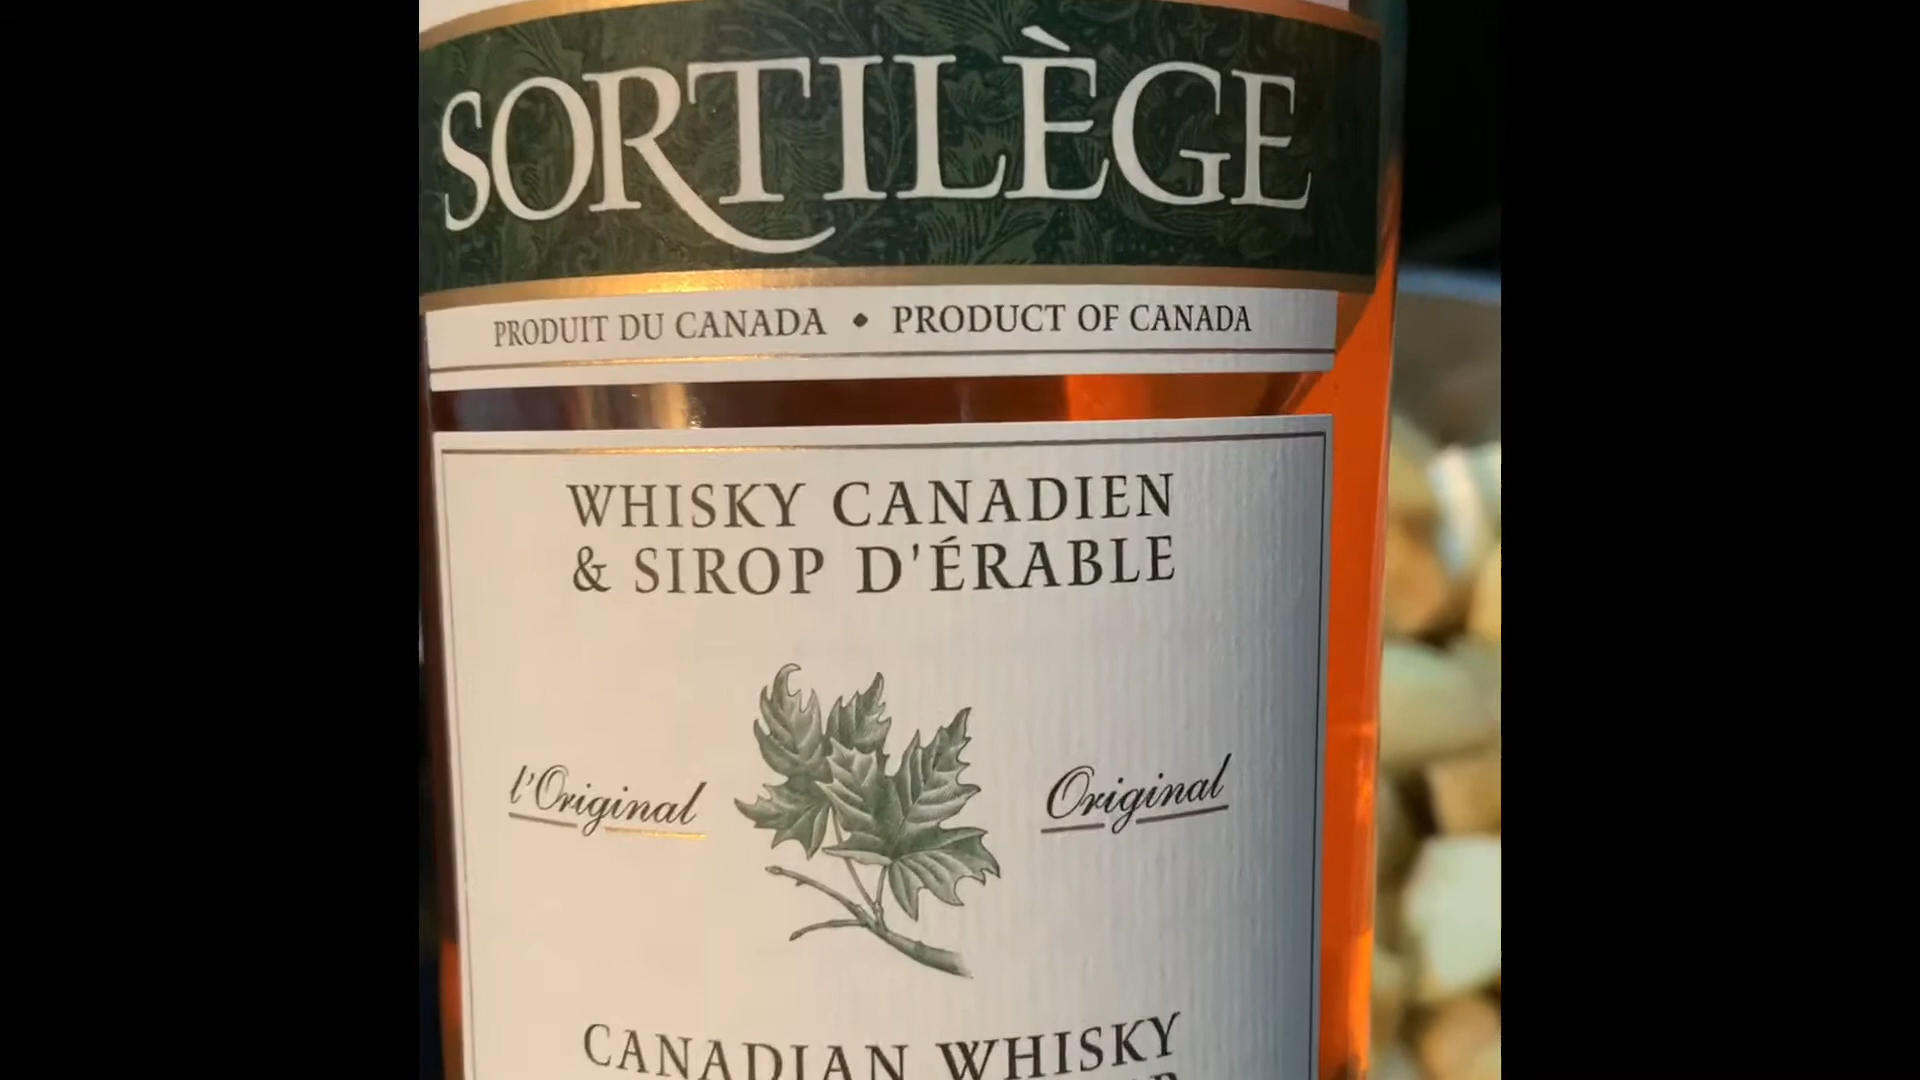 SORTILÈGE
PRODUIT DU CANADA • PRODUCT OF CANADA
WHISKY CANADIEN
& SIROP D'ÉRABLE
l'Original
Original
CANADIAN WHISKY